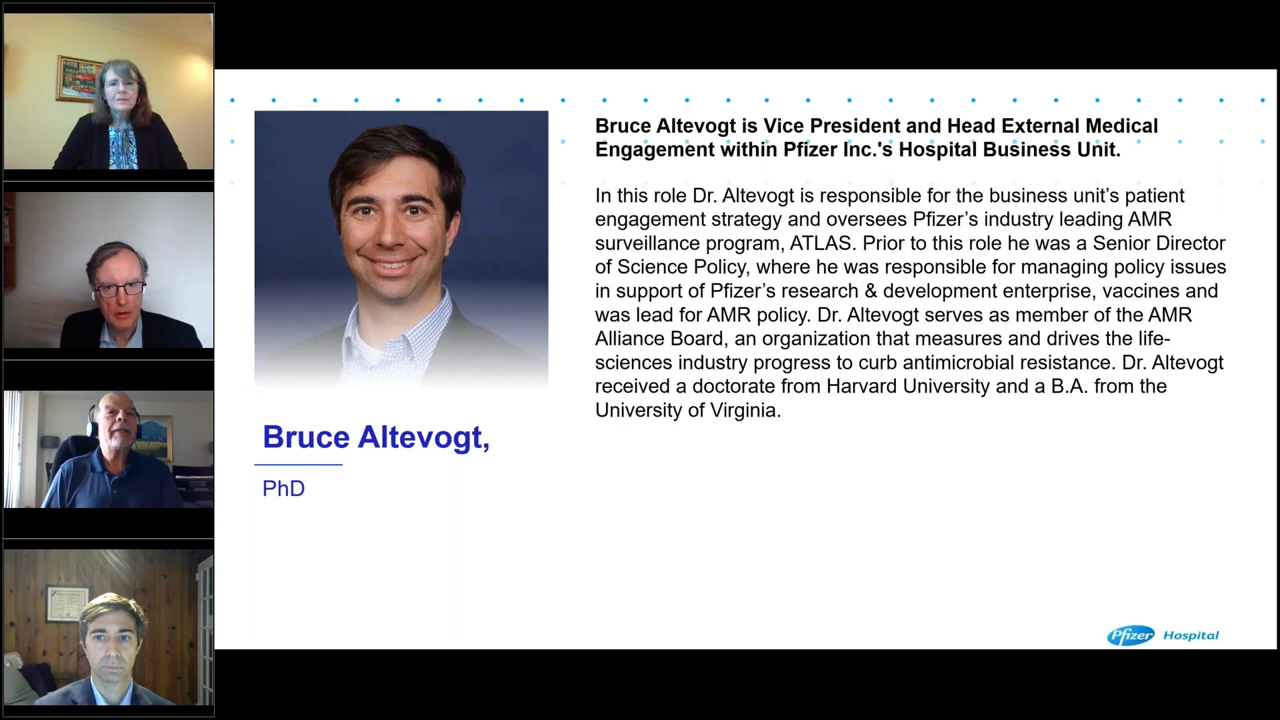 Bruce Altevogt is Vice President and Head External Medical
Engagement within Pfizer Inc.'s Hospital Business Unit.
In this role Dr. Altevogt is responsible for the business unit’s patient
engagement strategy and oversees Pfizer’s industry leading AMR
surveillance program, ATLAS. Prior to this role he was a Senior Director
of Science Policy, where he was responsible for managing policy issues
in support of Pfizer’s research & development enterprise, vaccines and
was lead for AMR policy. Dr. Altevogt serves as member of the AMR
Alliance Board, an organization that measures and drives the life-
sciences industry progress to curb antimicrobial resistance. Dr. Altevogt
received a doctorate from Harvard University and a B.A. from the
University of Virginia.
Bruce Altevogt,
PhD
Pfizer Hospital